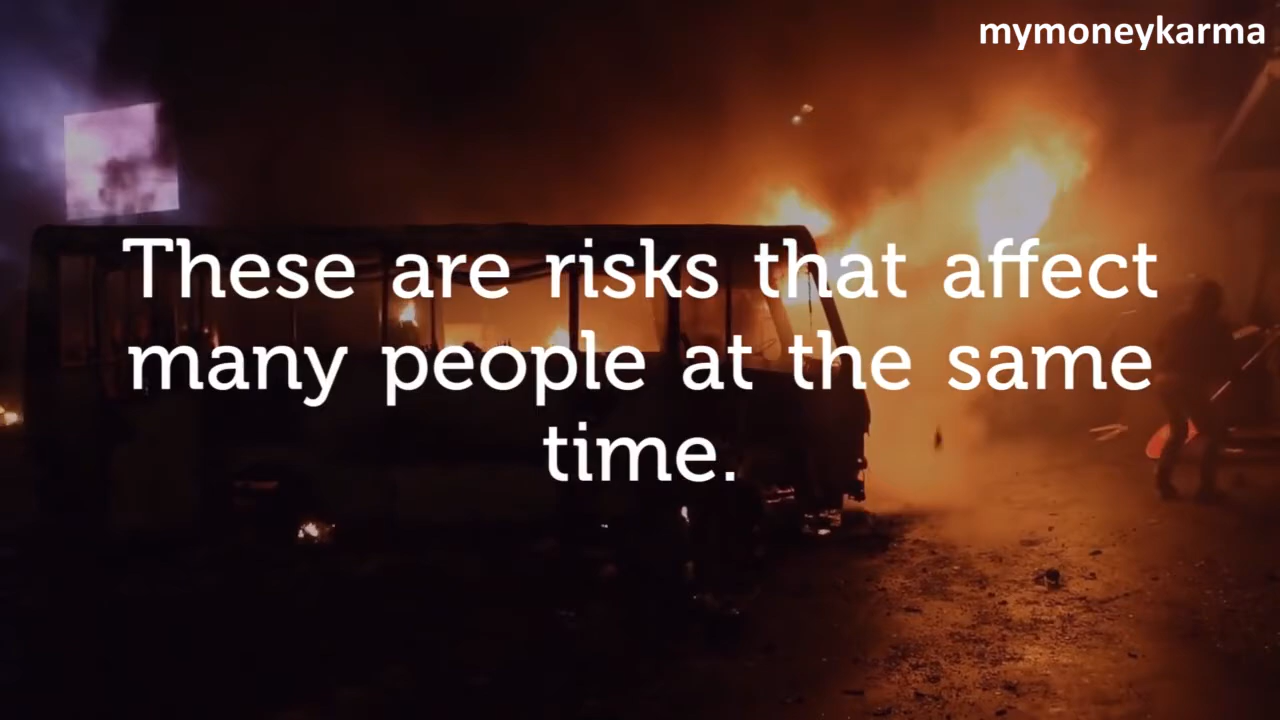 mymoneykarma
These are risks that affect
many people at the same
time.